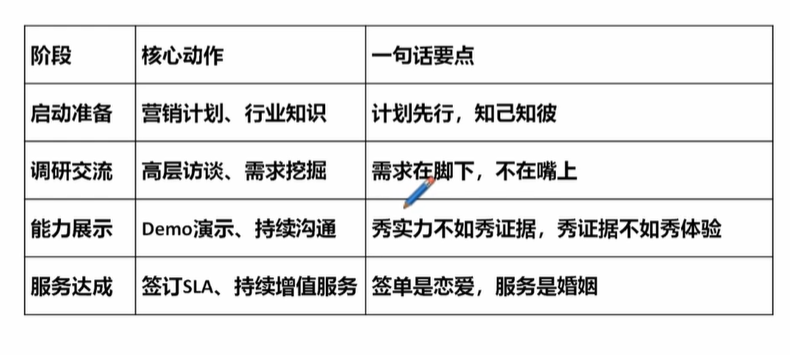 阶段 核心动作 一句话要点
启动准备 营销计划、行业知识 计划先行，知己知彼
调研交流 高层访谈、需求挖掘 需求在脚下，不在嘴上
能力展示 Demo演示、持续沟通 秀实力不如秀证据，秀证据不如秀体验
服务达成 签订SLA、持续增值服务 签单是恋爱，服务是婚姻